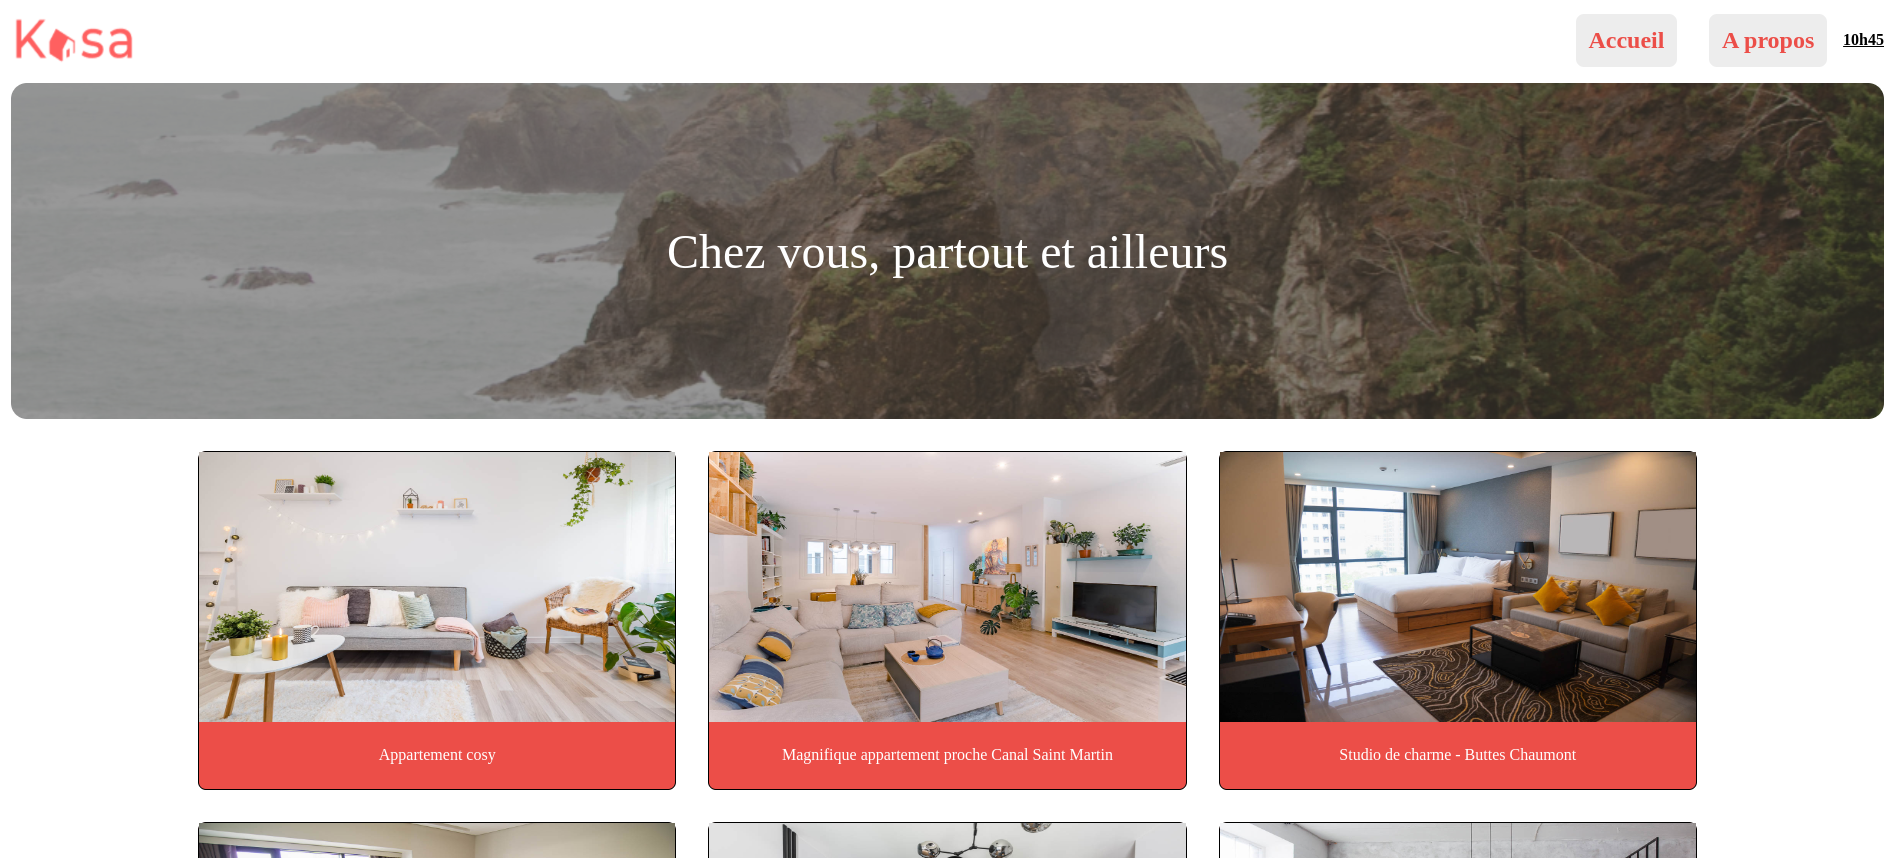 Kasa
Accueil
A propos
10h45
Chez vous, partout et ailleurs
Appartement cosy
Magnifique appartement proche Canal Saint Martin
Studio de charme - Buttes Chaumont